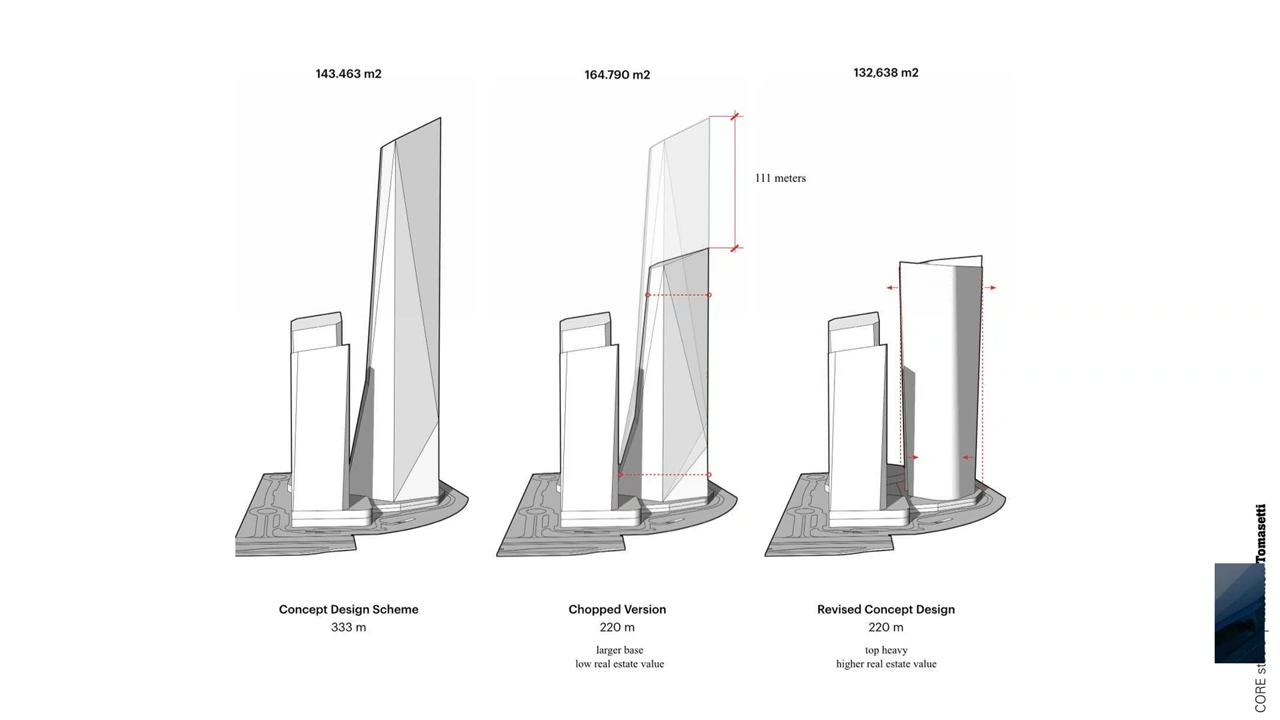 143.463 m2
164.790 m2
132,638 m2
111 meters
Concept Design Scheme
333 m
Chopped Version
220 m
larger base
low real estate value
Revised Concept Design
220 m
top heavy
higher real estate value
CORE
Tomasetti